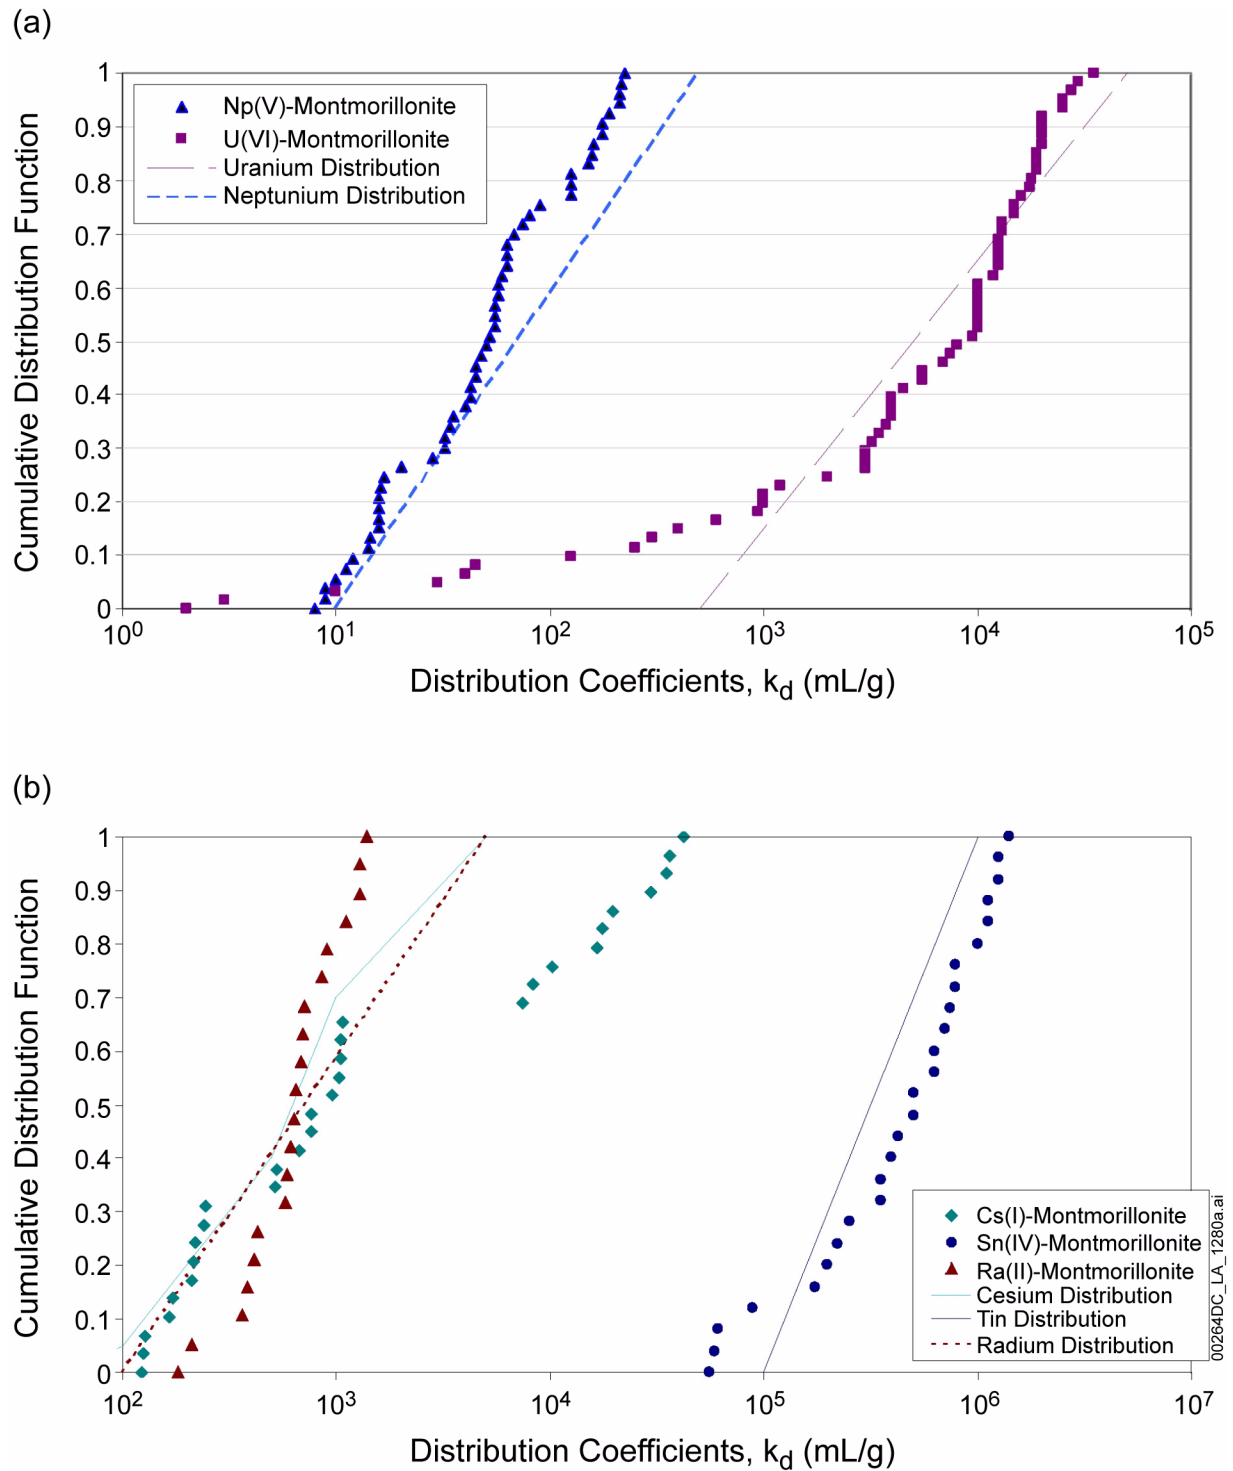 (a)
1
0.9
0.8
0.7
0.6
0.5
0.4
0.3
0.2
0.1
0
Cumulative Distribution Function
Np(V)-Montmorillonite
U(VI)-Montmorillonite
Uranium Distribution
Neptunium Distribution
10⁰ 10¹ 10² 10³ 10⁴ 10⁵
Distribution Coefficients, k_d (mL/g)
(b)
1
0.9
0.8
0.7
0.6
0.5
0.4
0.3
0.2
0.1
0
Cumulative Distribution Function
Cs(I)-Montmorillonite
Sn(IV)-Montmorillonite
Ra(II)-Montmorillonite
Cesium Distribution
Tin Distribution
Radium Distribution
00264DC_LA_1280a.ai
10² 10³ 10⁴ 10⁵ 10⁶ 10⁷
Distribution Coefficients, k_d (mL/g)